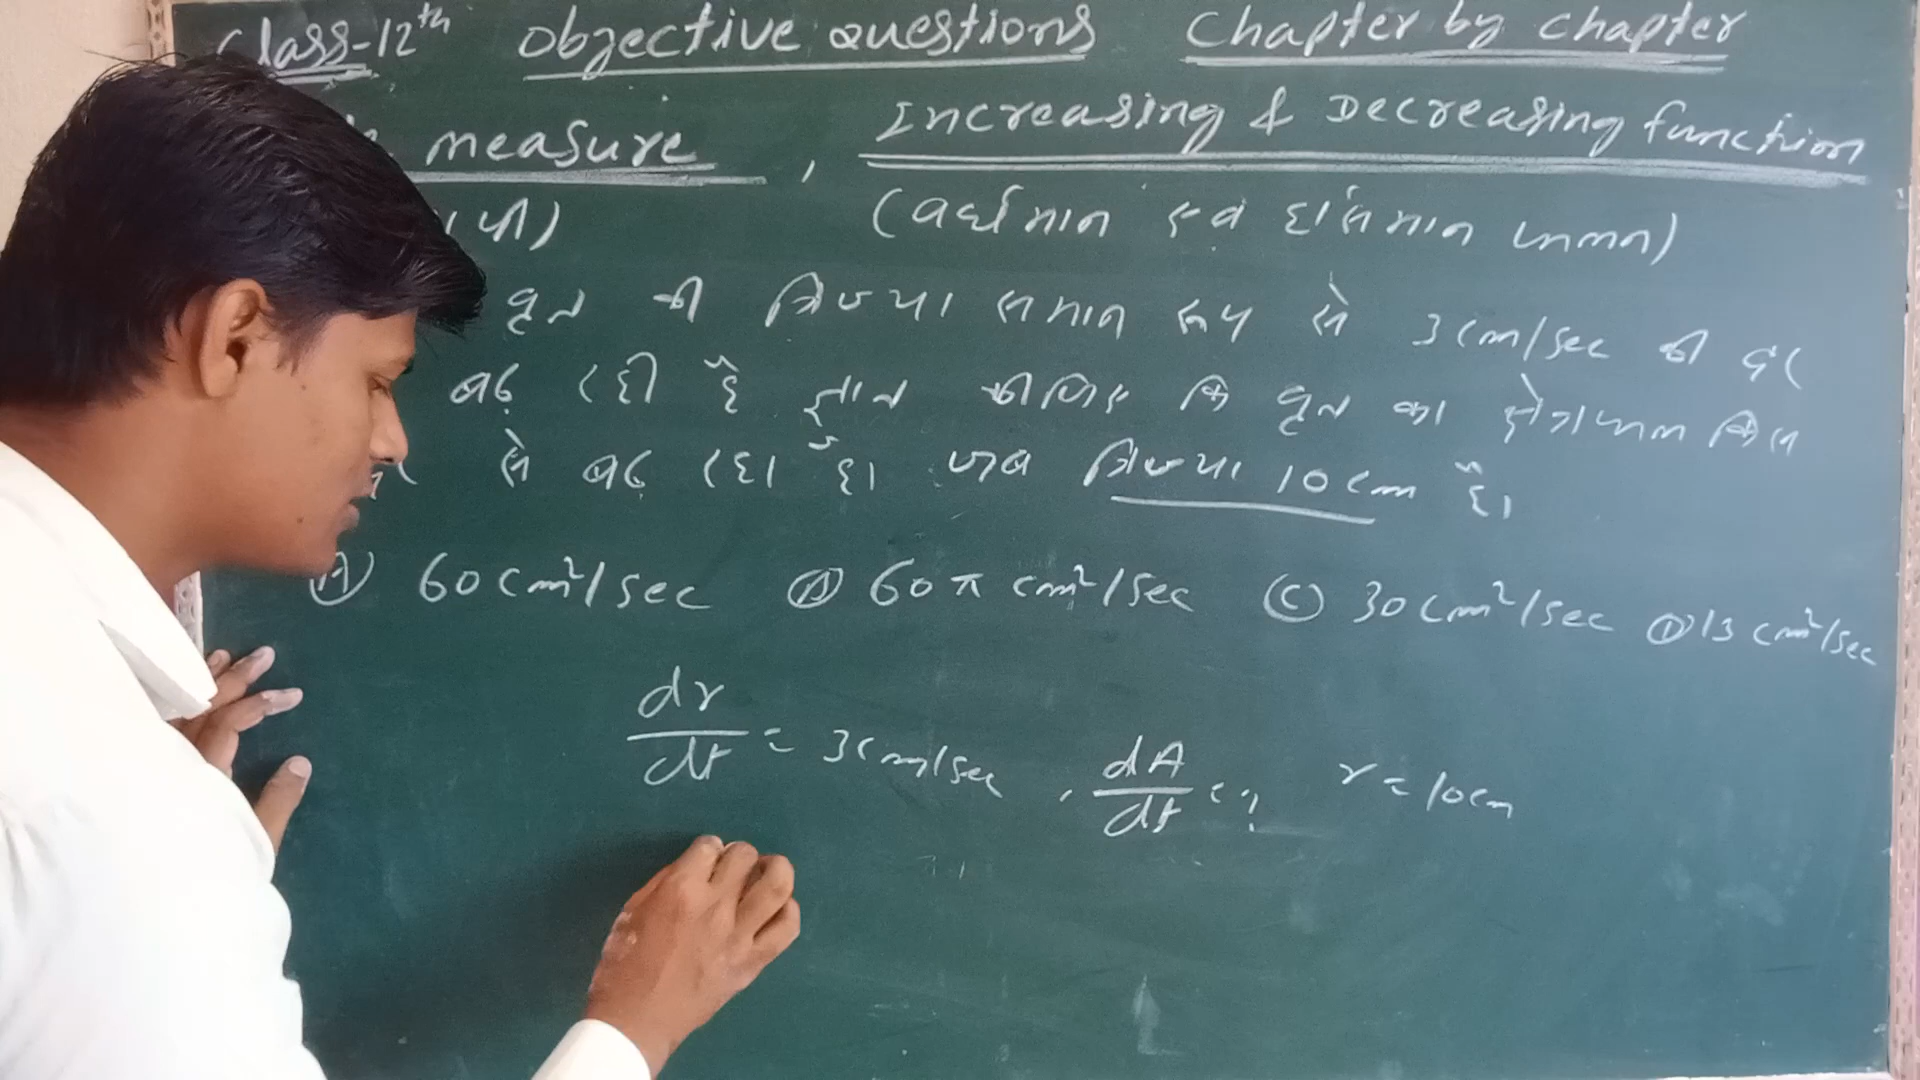 Class-12th Objective Questions Chapter by Chapter
measure , Increasing & Decreasing function
(वर्धमान एवं ह्रासमान फलन)
वृत्त की त्रिज्या समान रूप से 3cm/sec की दर
बढ़ रही है ज्ञात कीजिए कि वृत्त का क्षेत्रफल किस
से बढ़ रहा है। जब त्रिज्या 10cm है।
(A) 60cm²/sec 60π cm²/sec (C) 30cm²/sec (D) 13 cm²/sec
dr/dt = 3cm/sec , dA/dt = ? r = 10cm